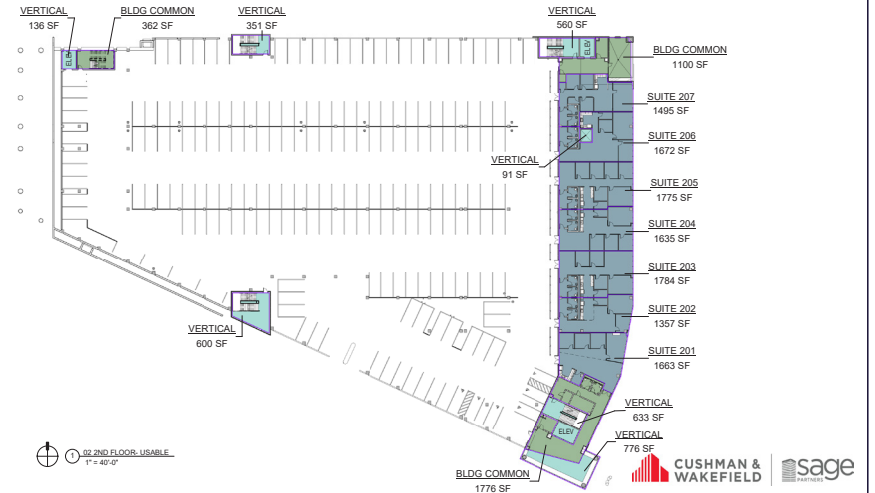 VERTICAL
136 SF
BLDG COMMON
362 SF
VERTICAL
351 SF
VERTICAL
560 SF
ELEV
ELEV
BLDG COMMON
1100 SF
SUITE 207
1495 SF
SUITE 206
1672 SF
VERTICAL
91 SF
SUITE 205
1775 SF
SUITE 204
1635 SF
SUITE 203
1784 SF
SUITE 202
1357 SF
VERTICAL
600 SF
SUITE 201
1663 SF
VERTICAL
633 SF
ELEV
VERTICAL
776 SF
BLDG COMMON
1776 SF
1
02 2ND FLOOR- USABLE
1" = 40'-0"
CUSHMAN &
WAKEFIELD
sage
PARTNERS